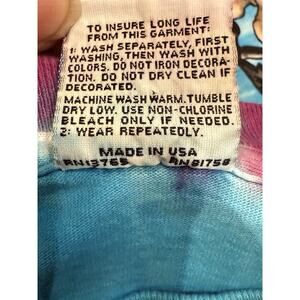 TO INSURE LONG LIFE
FROM THIS GARMENT:
1: WASH SEPARATELY, FIRST
WASHING, THEN WASH WITH
COLORS. DO NOT IRON DECORA-
TION. DO NOT DRY CLEAN IF
DECORATED.
MACHINE WASH WARM. TUMBLE
DRY LOW. USE NON-CHLORINE
BLEACH ONLY IF NEEDED.
2: WEAR REPEATEDLY.
MADE IN USA
RN13765 RN81758